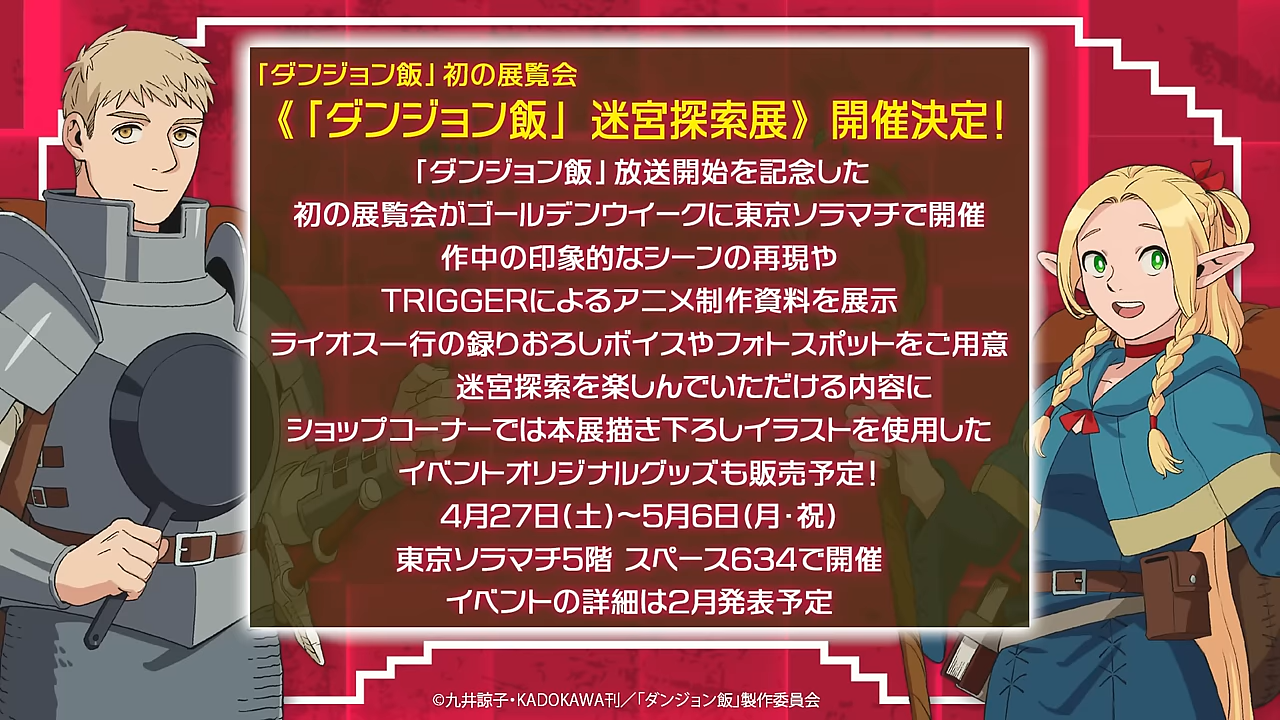 「ダンジョン飯」初の展覧会
《「ダンジョン飯」 迷宮探索展》 開催決定!
「ダンジョン飯」放送開始を記念した
初の展覧会がゴールデンウイークに東京ソラマチで開催
作中の印象的なシーンの再現や
TRIGGERによるアニメ制作資料を展示
ライオス一行の録りおろしボイスやフォトスポットをご用意
迷宮探索を楽しんでいただける内容に
ショップコーナーでは本展描き下ろしイラストを使用した
イベントオリジナルグッズも販売予定!
4月27日(土)～5月6日(月・祝)
東京ソラマチ5階 スペース634で開催
イベントの詳細は2月発表予定
©九井諒子・KADOKAWA刊／「ダンジョン飯」製作委員会